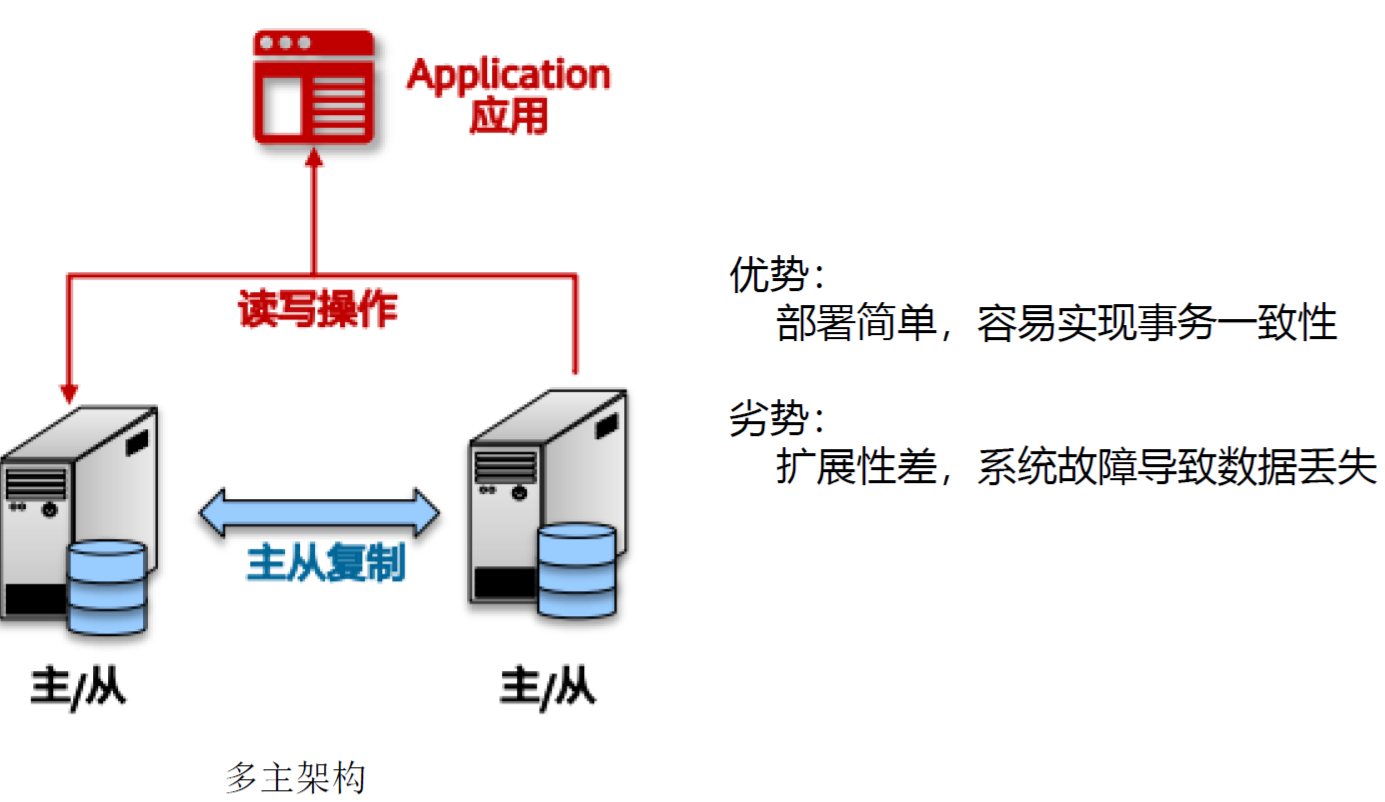 Application
应用
读写操作
优势：
部署简单，容易实现事务一致性
劣势：
扩展性差，系统故障导致数据丢失
主从复制
主/从
主/从
多主架构